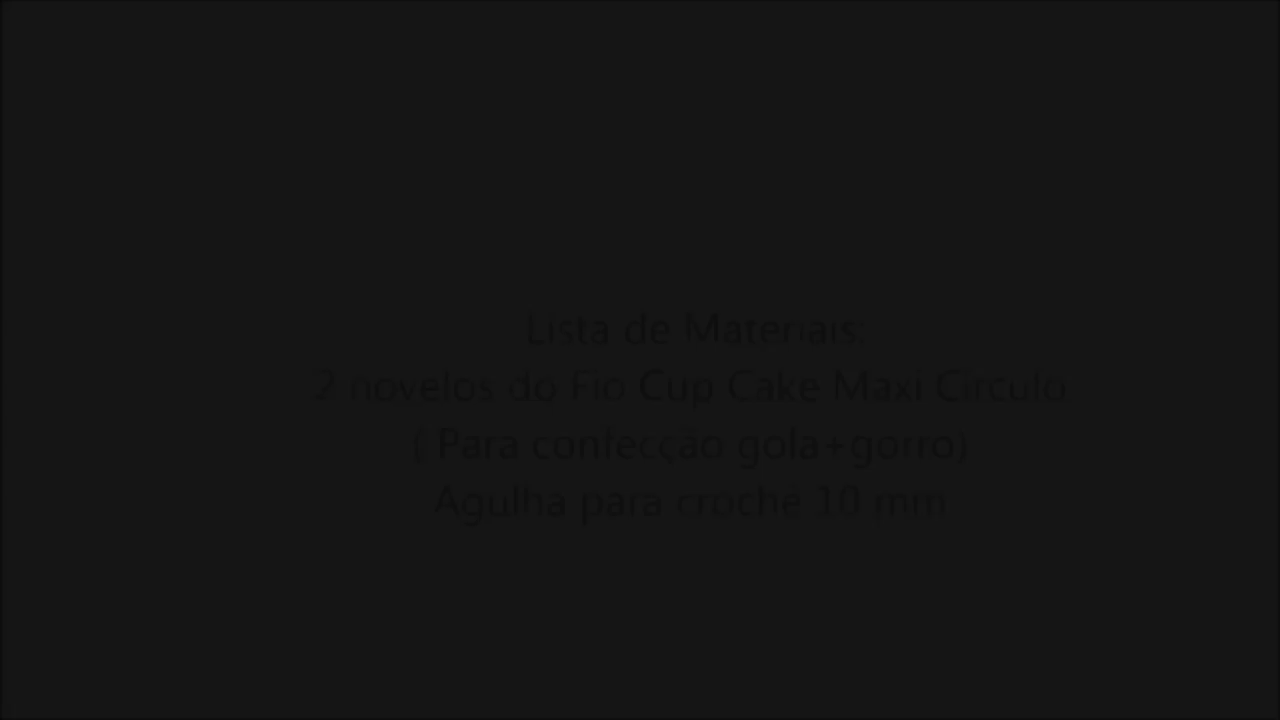 Lista de Materiais:
2 novelos do Fio Cup Cake Maxi Circulo
( Para confecção gola+gorro)
Agulha para crochê 10 mm